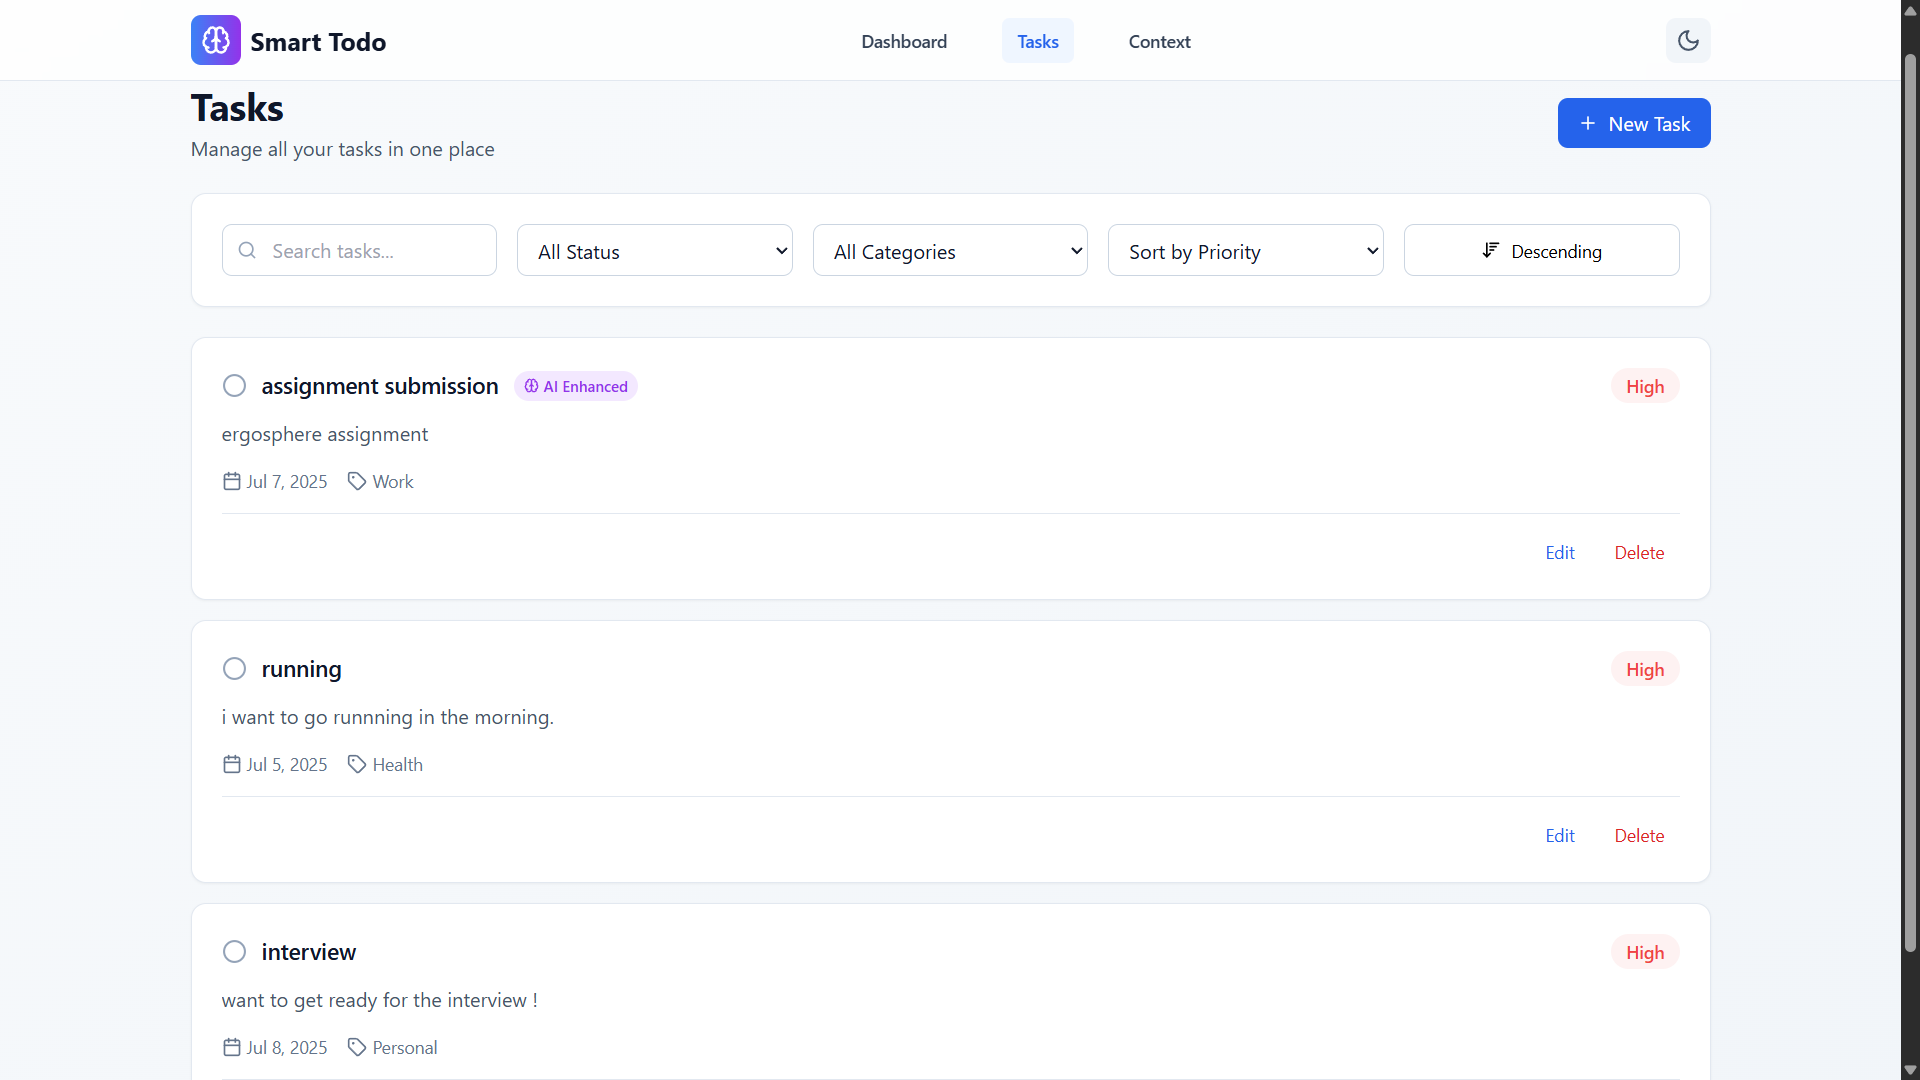 Smart Todo
Dashboard
Tasks
Context
Tasks
Manage all your tasks in one place
New Task
Search tasks...
All Status
All Categories
Sort by Priority
Descending
assignment submission
AI Enhanced
High
ergosphere assignment
Jul 7, 2025
Work
Edit
Delete
running
High
i want to go runnning in the morning.
Jul 5, 2025
Health
Edit
Delete
interview
High
want to get ready for the interview !
Jul 8, 2025
Personal